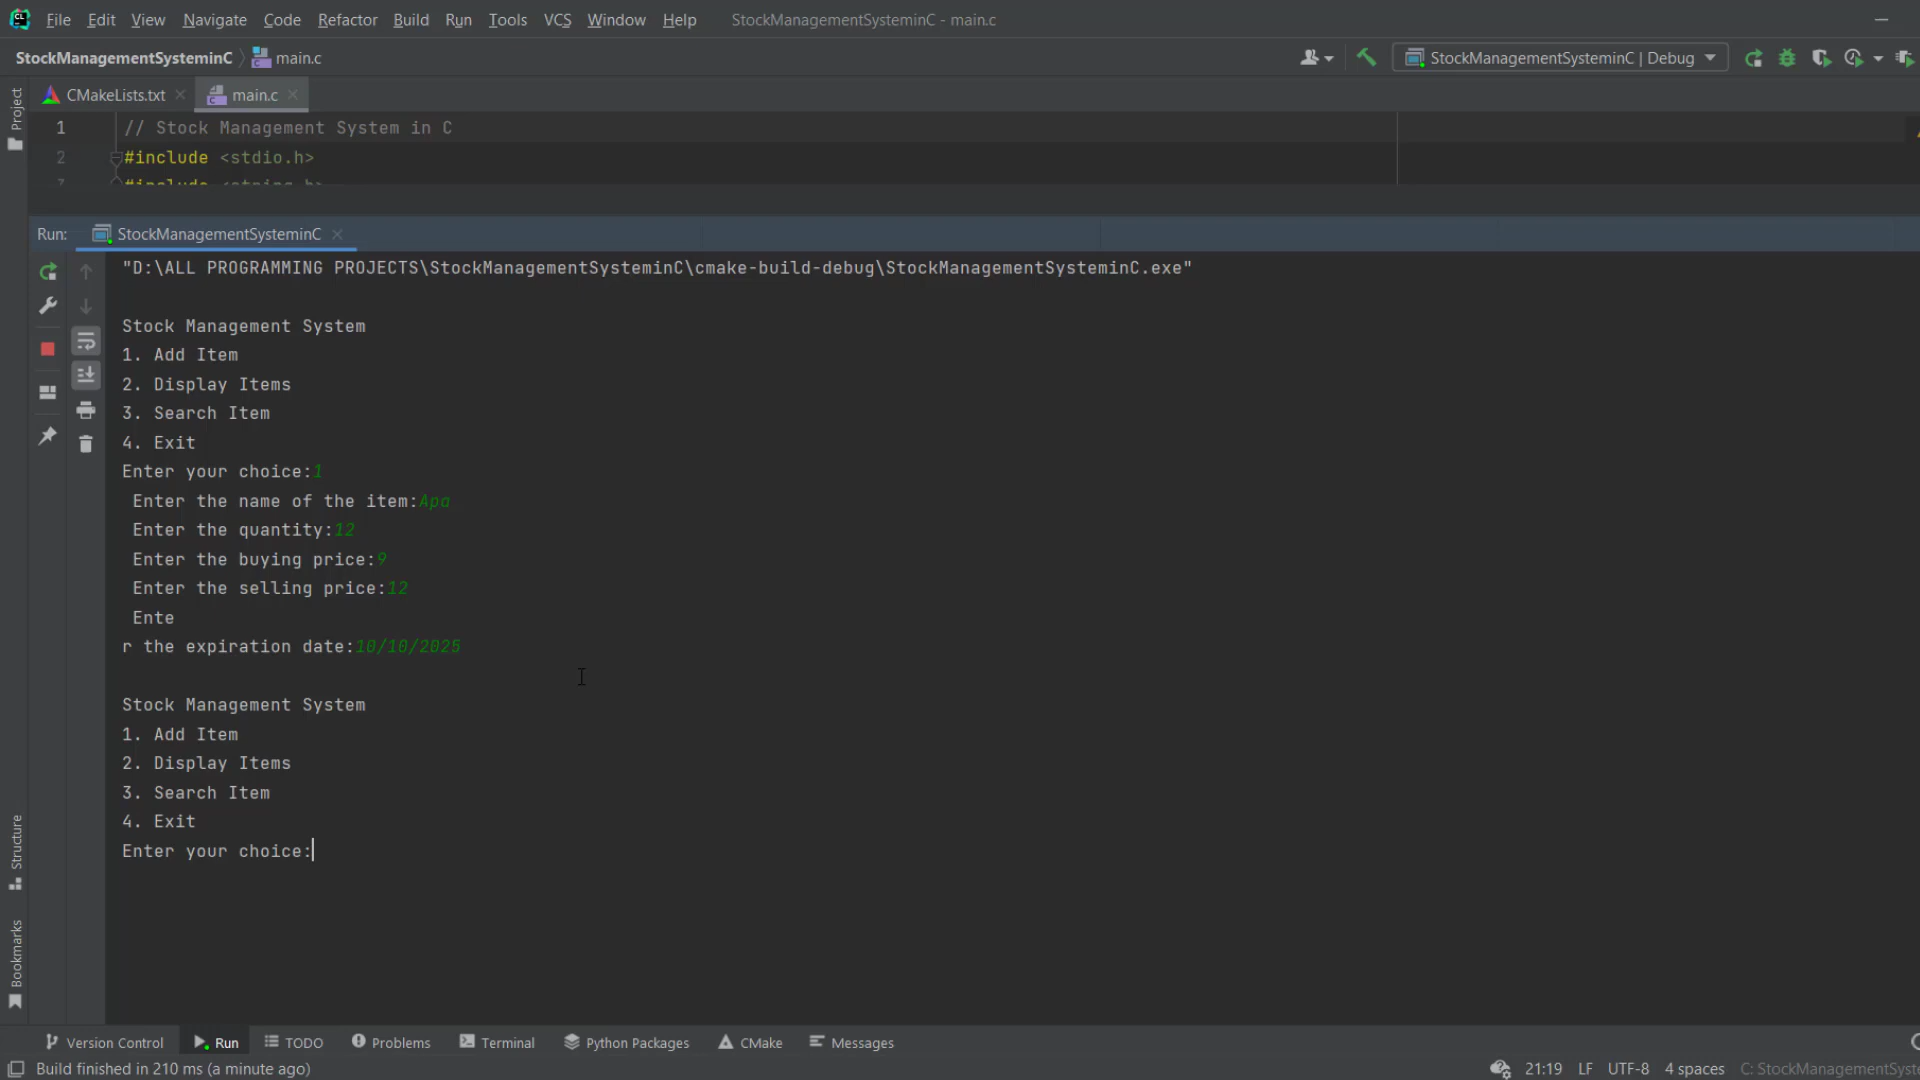 File Edit View Navigate Code Refactor Build Run Tools VCS Window Help StockManagementSysteminC - main.c
StockManagementSysteminC main.c StockManagementSysteminC | Debug
Project
CMakeLists.txt main.c
1 // Stock Management System in C
2 #include <stdio.h>
#include <string.h>
Run: StockManagementSysteminC
"D:\ALL PROGRAMMING PROJECTS\StockManagementSysteminC\cmake-build-debug\StockManagementSysteminC.exe"
Stock Management System
1. Add Item
2. Display Items
3. Search Item
4. Exit
Enter your choice:1
Enter the name of the item:Apa
Enter the quantity:12
Enter the buying price:9
Enter the selling price:12
Ente
r the expiration date:10/10/2025
Stock Management System
1. Add Item
2. Display Items
3. Search Item
4. Exit
Enter your choice:
Structure
Bookmarks
Version Control Run TODO Problems Terminal Python Packages CMake Messages
Build finished in 210 ms (a minute ago) 21:19 LF UTF-8 4 spaces C: StockManagementSyste